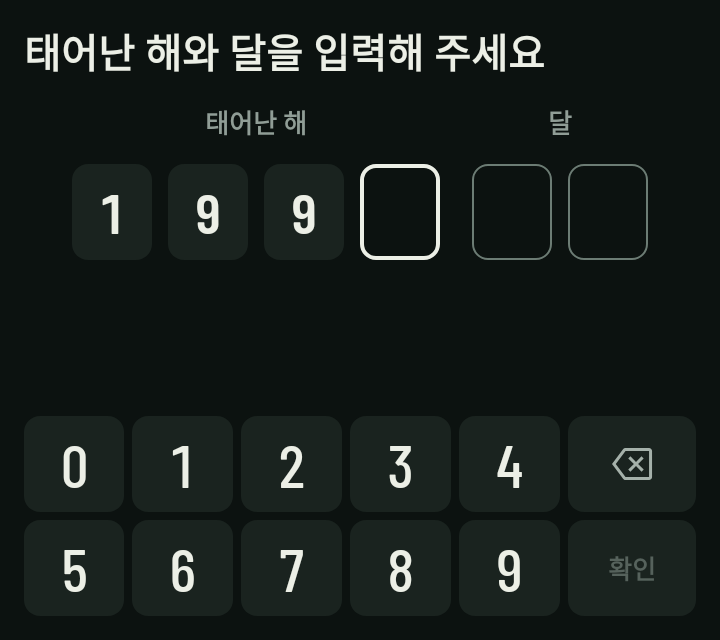 태어난 해와 달을 입력해 주세요
태어난 해 달
1 9 9
0 1 2 3 4
5 6 7 8 9 확인